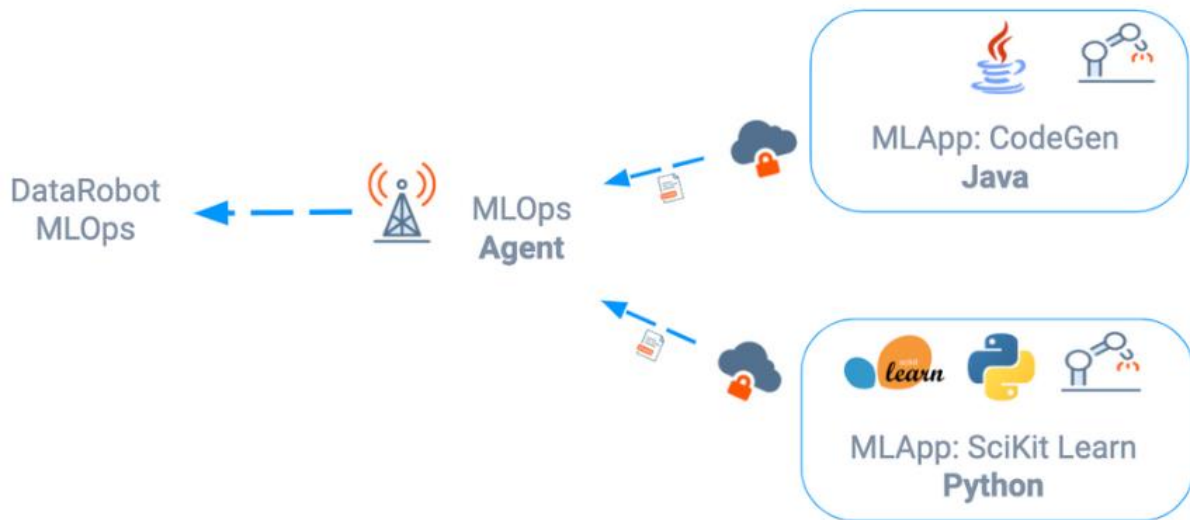 DataRobot
MLOps
MLOps
Agent
MLApp: CodeGen
Java
learn
MLApp: SciKit Learn
Python